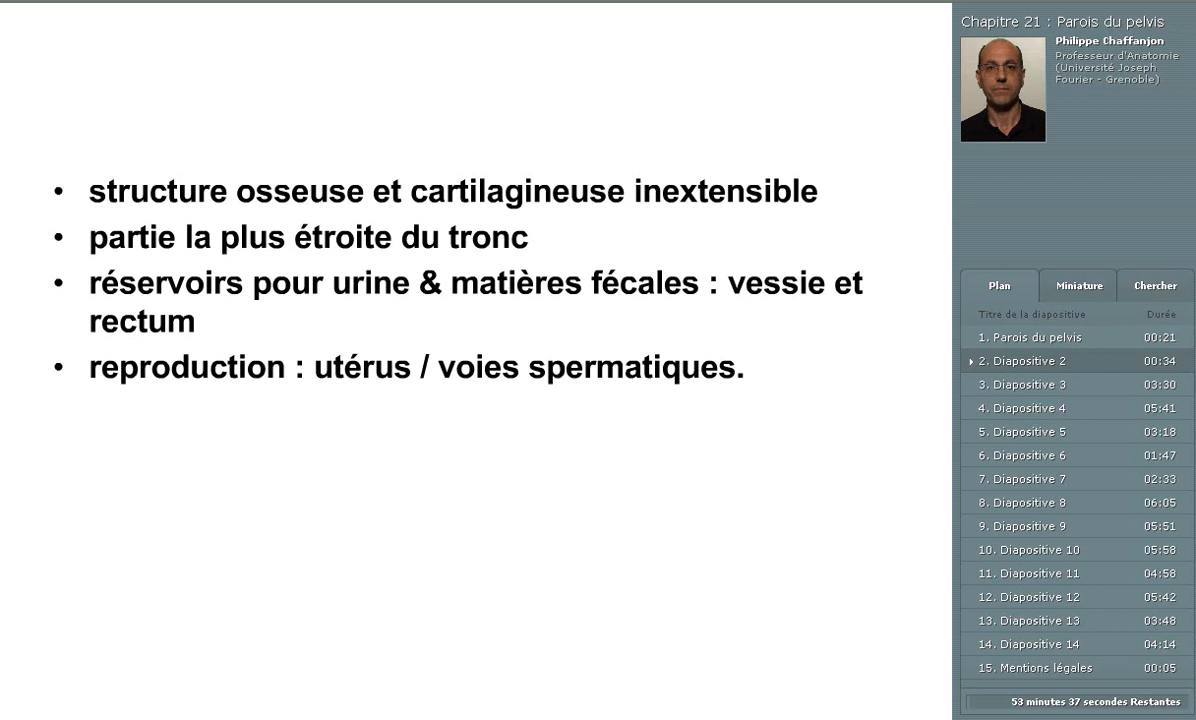 • structure osseuse et cartilagineuse inextensible
• partie la plus étroite du tronc
• réservoirs pour urine & matières fécales : vessie et
rectum
• reproduction : utérus / voies spermatiques.
Chapitre 21 : Parois du pelvis
Philippe Chaffanjon
Professeur d'Anatomie
(Université Joseph
Fourier - Grenoble)
Plan Miniature Chercher
Titre de la diapositive Durée
1. Parois du pelvis 00:21
2. Diapositive 2 00:34
3. Diapositive 3 03:30
4. Diapositive 4 05:41
5. Diapositive 5 03:18
6. Diapositive 6 01:47
7. Diapositive 7 02:33
8. Diapositive 8 06:05
9. Diapositive 9 05:51
10. Diapositive 10 05:58
11. Diapositive 11 04:58
12. Diapositive 12 05:42
13. Diapositive 13 03:48
14. Diapositive 14 04:14
15. Mentions légales 00:05
53 minutes 37 secondes Restantes